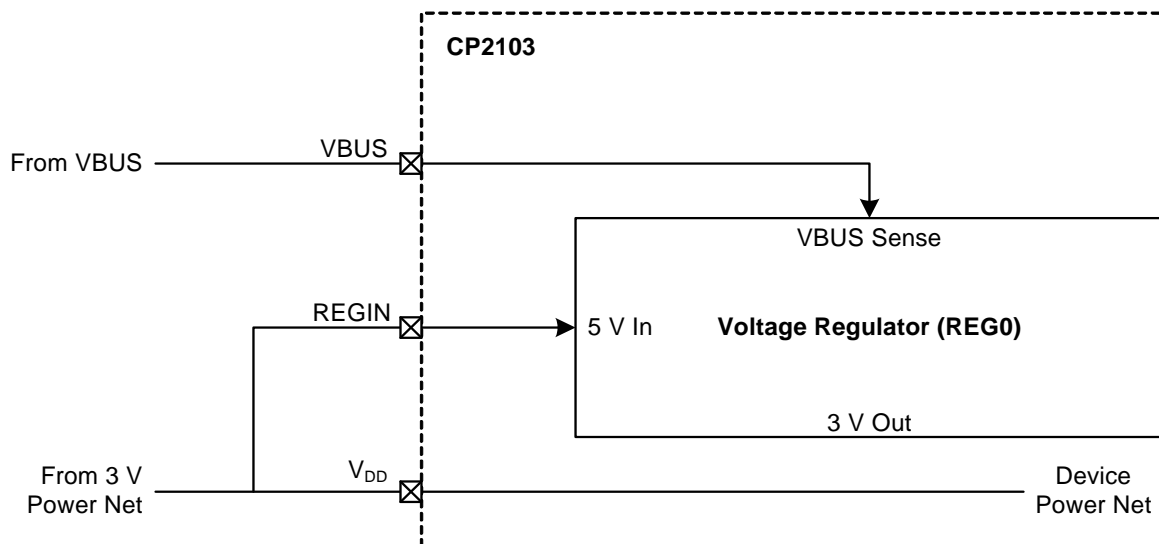 CP2103
From VBUS
VBUS
VBUS Sense
REGIN
5 V In
Voltage Regulator (REG0)
3 V Out
From 3 V
Power Net
VDD
Device
Power Net